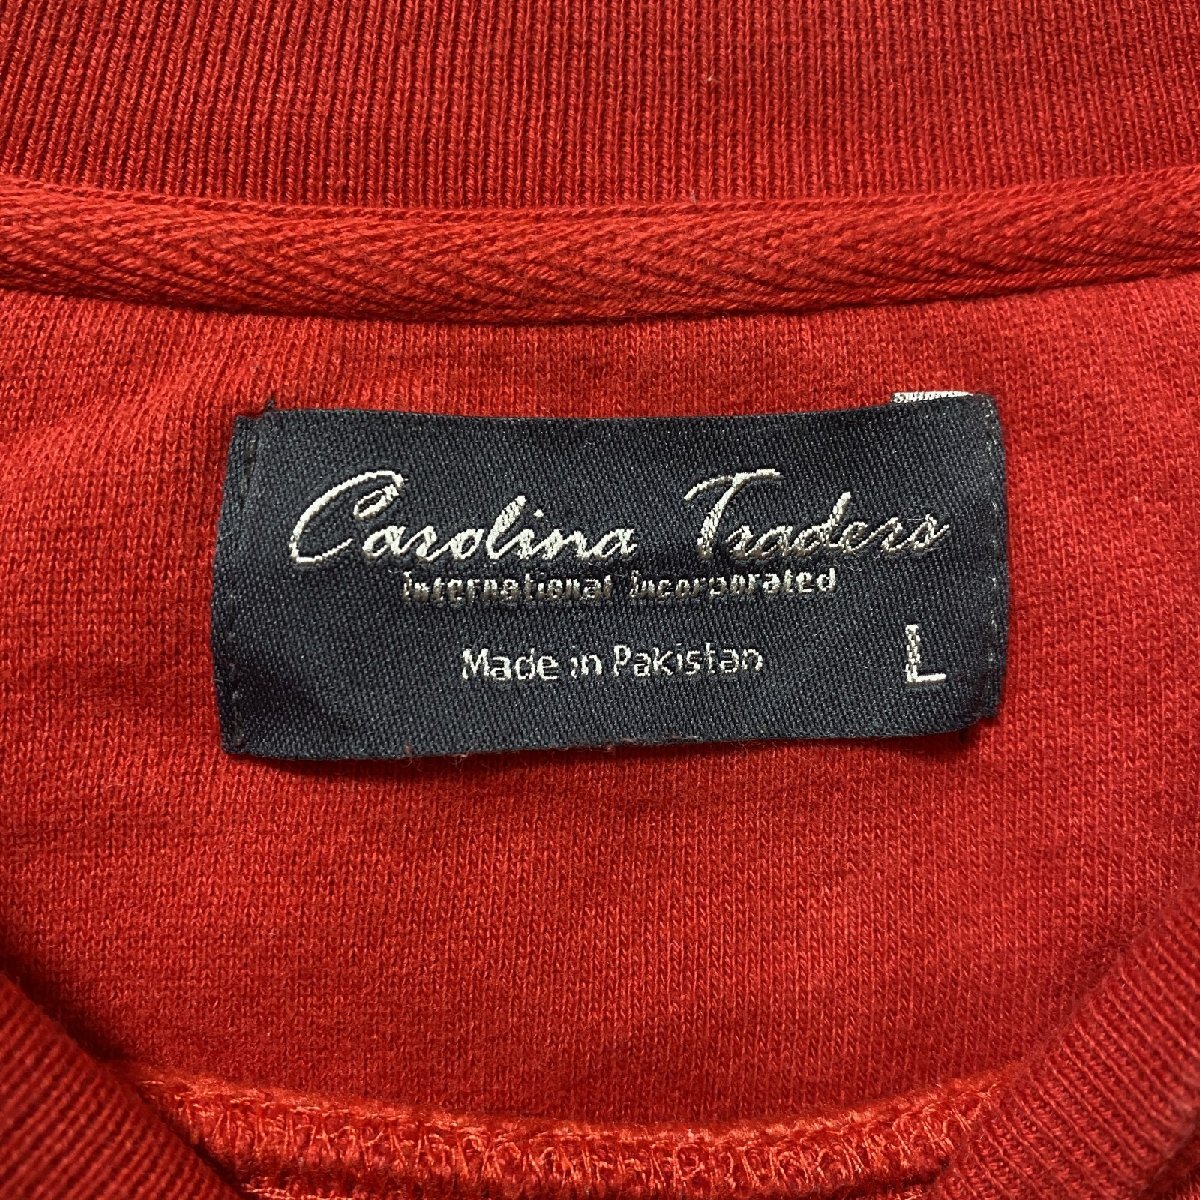 Carolina Traders
International Incorporated
Made in Pakistan
L